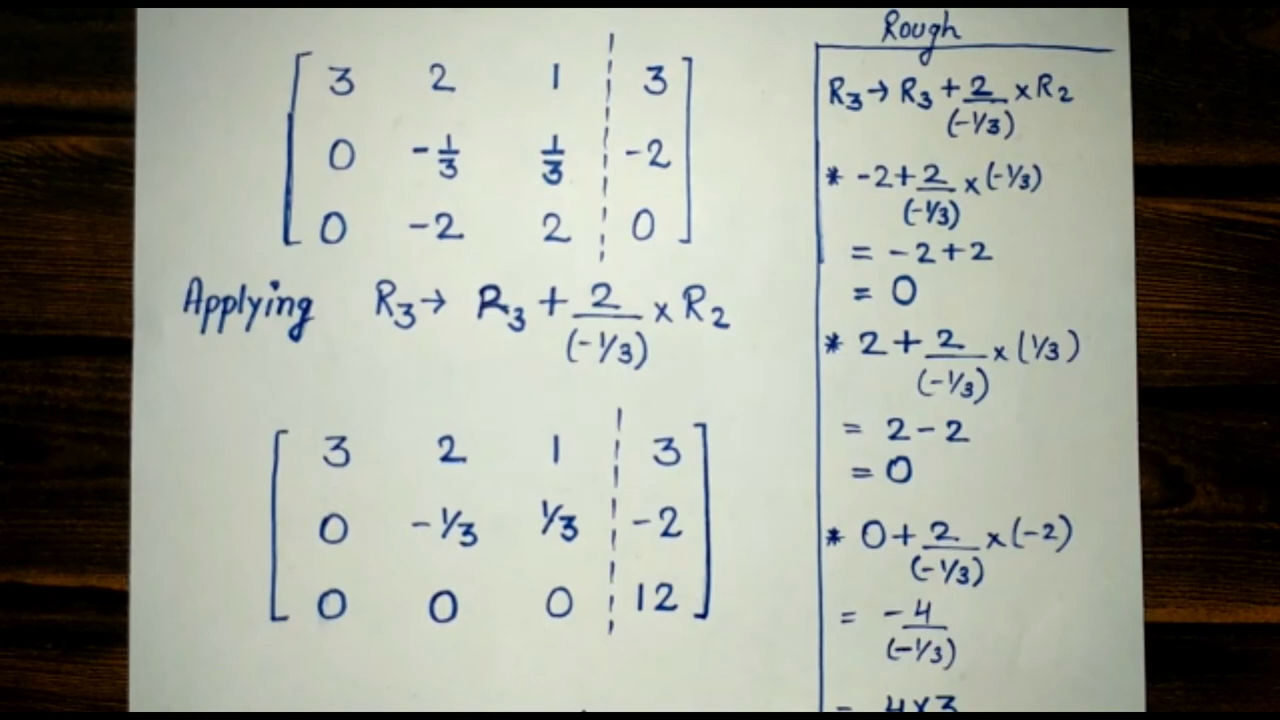 3 2 1 3
0 -1/3 1/3 -2
0 -2 2 0
Applying R3→ R3 + 2/(-1/3) × R2
3 2 1 3
0 -1/3 1/3 -2
0 0 0 12
Rough
R3→ R3 + 2/(-1/3) × R2
* -2 + 2/(-1/3) × (-1/3)
= -2+2
= 0
* 2 + 2/(-1/3) × (1/3)
= 2-2
= 0
* 0 + 2/(-1/3) × (-2)
= -4/(-1/3)
= 4×3